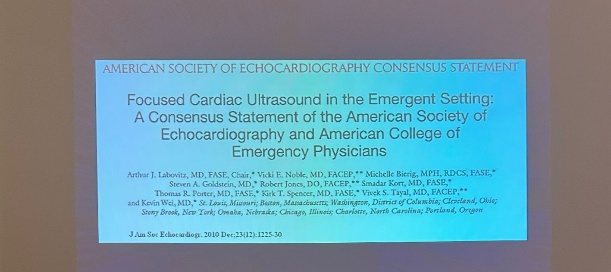 AMERICAN SOCIETY OF ECHOCARDIOGRAPHY CONSENSUS STATEMENT
Focused Cardiac Ultrasound in the Emergent Setting:
A Consensus Statement of the American Society of
Echocardiography and American College of
Emergency Physicians
Arthur J. Labovitz, MD, FASE, Chair,* Vicki E. Noble, MD, FACEP,** Michelle Bierig, MPH, RDCS, FASE,*
Steven A. Goldstein, MD,* Robert Jones, DO, FACEP,** Smadar Kort, MD, FASE,*
Thomas R. Porter, MD, FASE,* Kirk T. Spencer, MD, FASE,* Vivek S. Tayal, MD, FACEP,**
and Kevin Wei, MD,* St. Louis, Missouri; Boston, Massachusetts; Washington, District of Columbia; Cleveland, Ohio;
Stony Brook, New York; Omaha, Nebraska; Chicago, Illinois; Charlotte, North Carolina; Portland, Oregon
J Am Soc Echocardiogr. 2010 Dec;23(12):1225-30